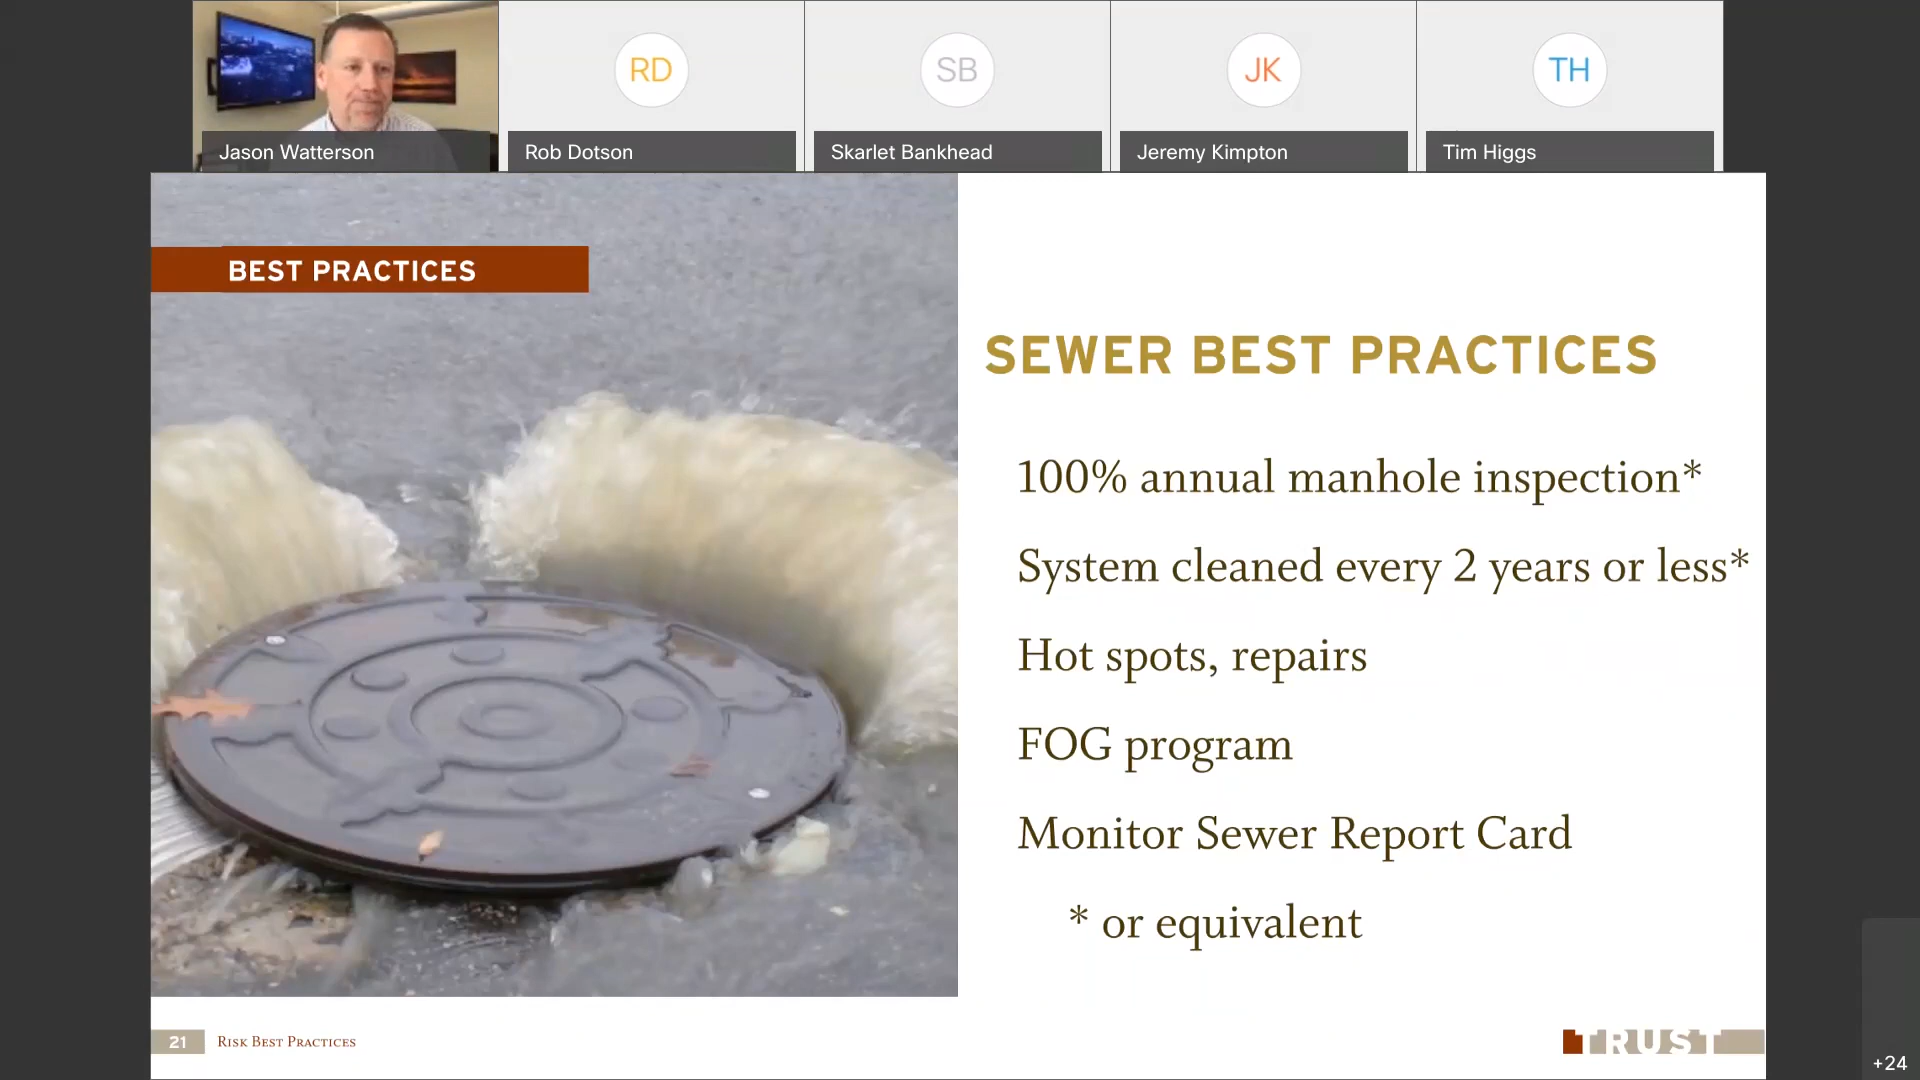 RD
SB
JK
TH
Jason Watterson
Rob Dotson
Skarlet Bankhead
Jeremy Kimpton
Tim Higgs
BEST PRACTICES
SEWER BEST PRACTICES
100% annual manhole inspection*
System cleaned every 2 years or less*
Hot spots, repairs
FOG program
Monitor Sewer Report Card
* or equivalent
21
Risk Best Practices
TRUST
+24